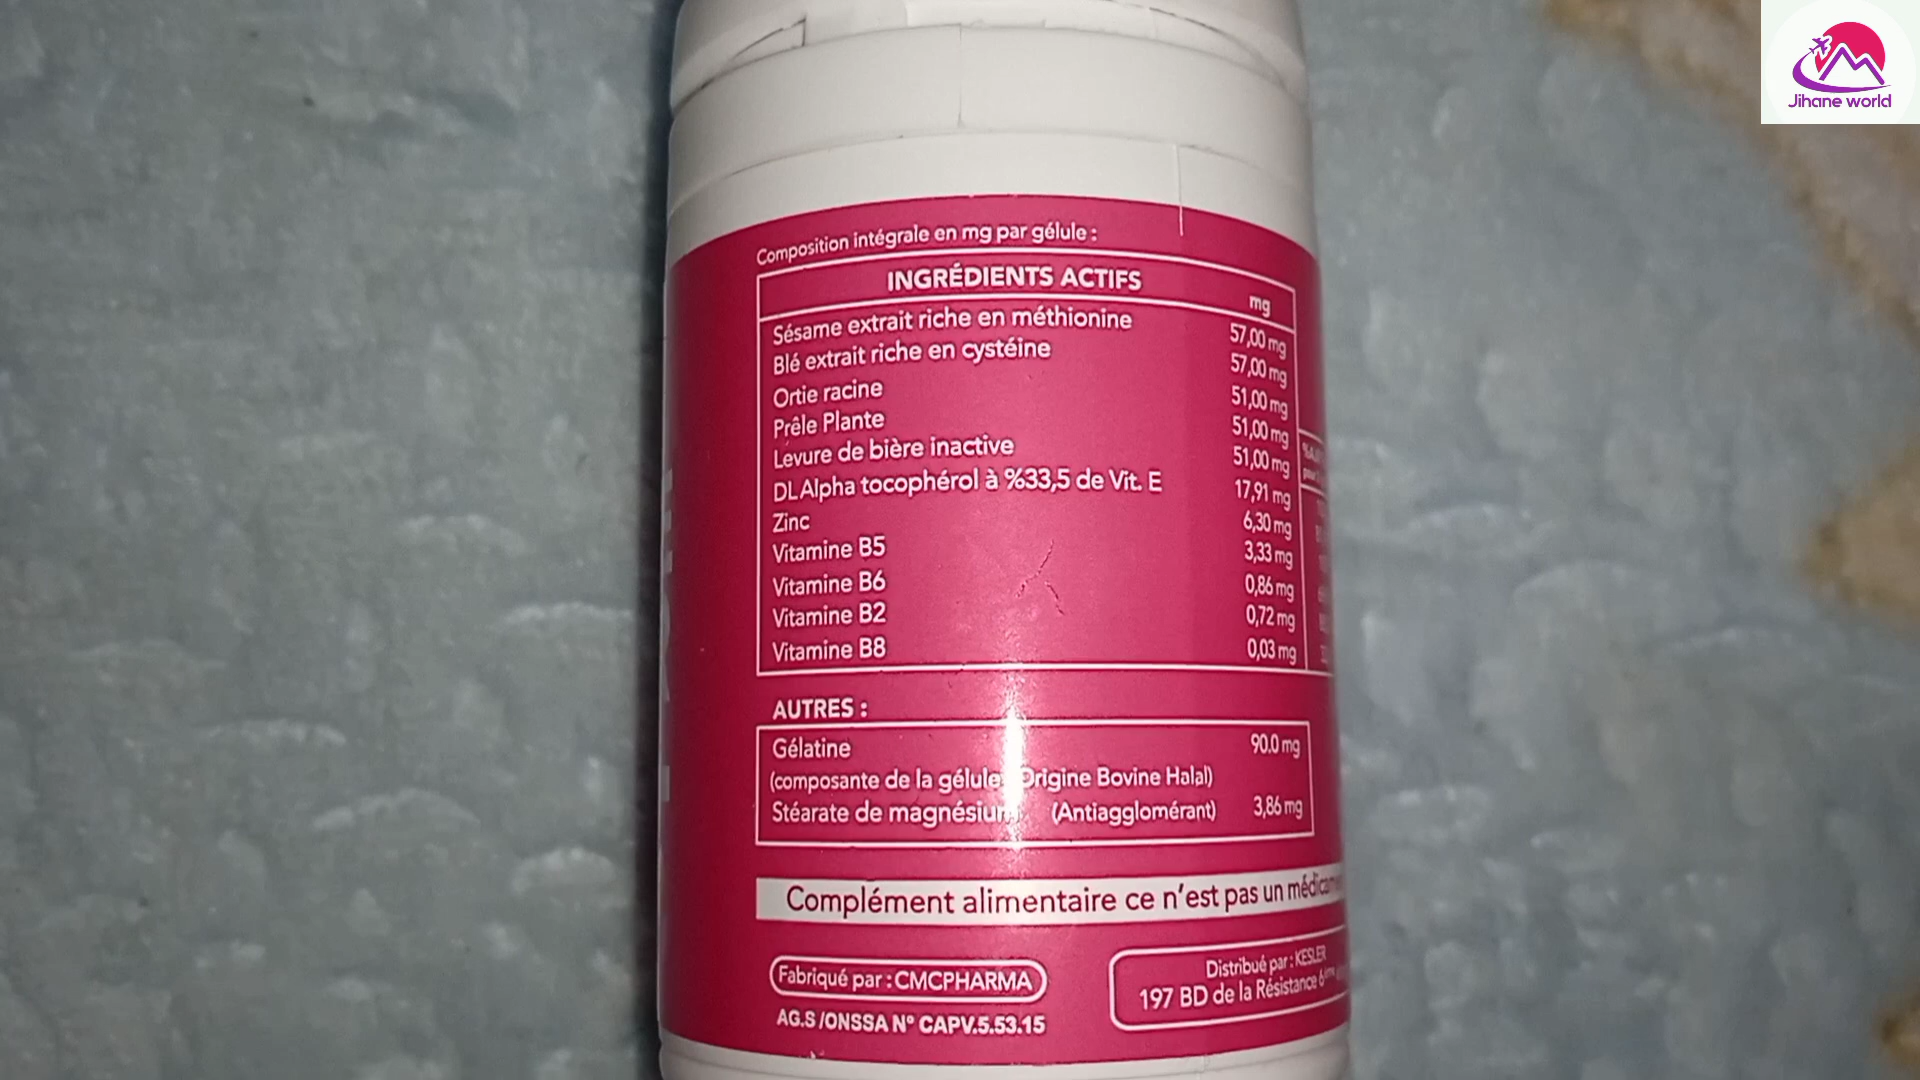 Jihane world
Composition intégrale en mg par gélule :
INGRÉDIENTS ACTIFS mg
Sésame extrait riche en méthionine 57,00 mg
Blé extrait riche en cystéine 57,00 mg
Ortie racine 51,00 mg
Prêle Plante 51,00 mg
Levure de bière inactive 51,00 mg
DL Alpha tocophérol à %33,5 de Vit. E 17,91 mg
Zinc 6,30 mg
Vitamine B5 3,33 mg
Vitamine B6 0,86 mg
Vitamine B2 0,72 mg
Vitamine B8 0,03 mg
AUTRES :
Gélatine 90.0 mg
(composante de la gélule Origine Bovine Halal)
Stéarate de magnésium (Antiagglomérant) 3,86 mg
Complément alimentaire ce n'est pas un
Fabriqué par : CMCPHARMA
AG.S /ONSSA N° CAPV.5.53.15
Distribué par : KESLER
197 BD de la Résistance